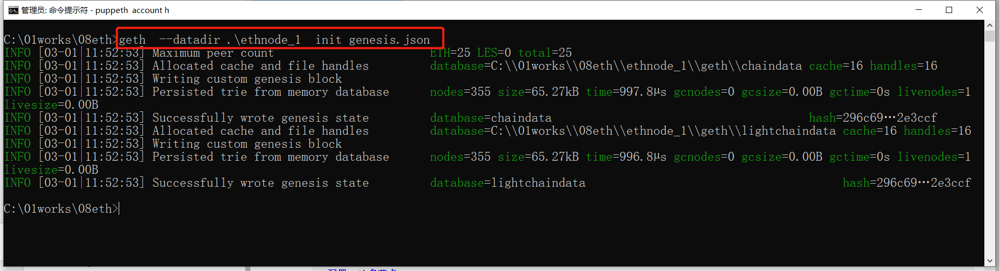 管理员: 命令提示符 - puppeth  account h
C:\01works\08eth>geth  --datadir .\ethnode_1  init genesis.json
INFO [03-01|11:52:53] Maximum peer count                       ETH=25 LES=0 total=25
INFO [03-01|11:52:53] Allocated cache and file handles         database=C:\\01works\\08eth\\ethnode_1\\geth\\chaindata cache=16 handles=16
INFO [03-01|11:52:53] Writing custom genesis block
INFO [03-01|11:52:53] Persisted trie from memory database      nodes=355 size=65.27kB time=997.8µs gcnodes=0 gcsize=0.00B gctime=0s livenodes=1
livesize=0.00B
INFO [03-01|11:52:53] Successfully wrote genesis state         database=chaindata                                      hash=296c69…2e3ccf
INFO [03-01|11:52:53] Allocated cache and file handles         database=C:\\01works\\08eth\\ethnode_1\\geth\\lightchaindata cache=16 handles=16
INFO [03-01|11:52:53] Writing custom genesis block
INFO [03-01|11:52:53] Persisted trie from memory database      nodes=355 size=65.27kB time=996.8µs gcnodes=0 gcsize=0.00B gctime=0s livenodes=1
livesize=0.00B
INFO [03-01|11:52:53] Successfully wrote genesis state         database=lightchaindata                                      hash=296c69…2e3ccf
C:\01works\08eth>